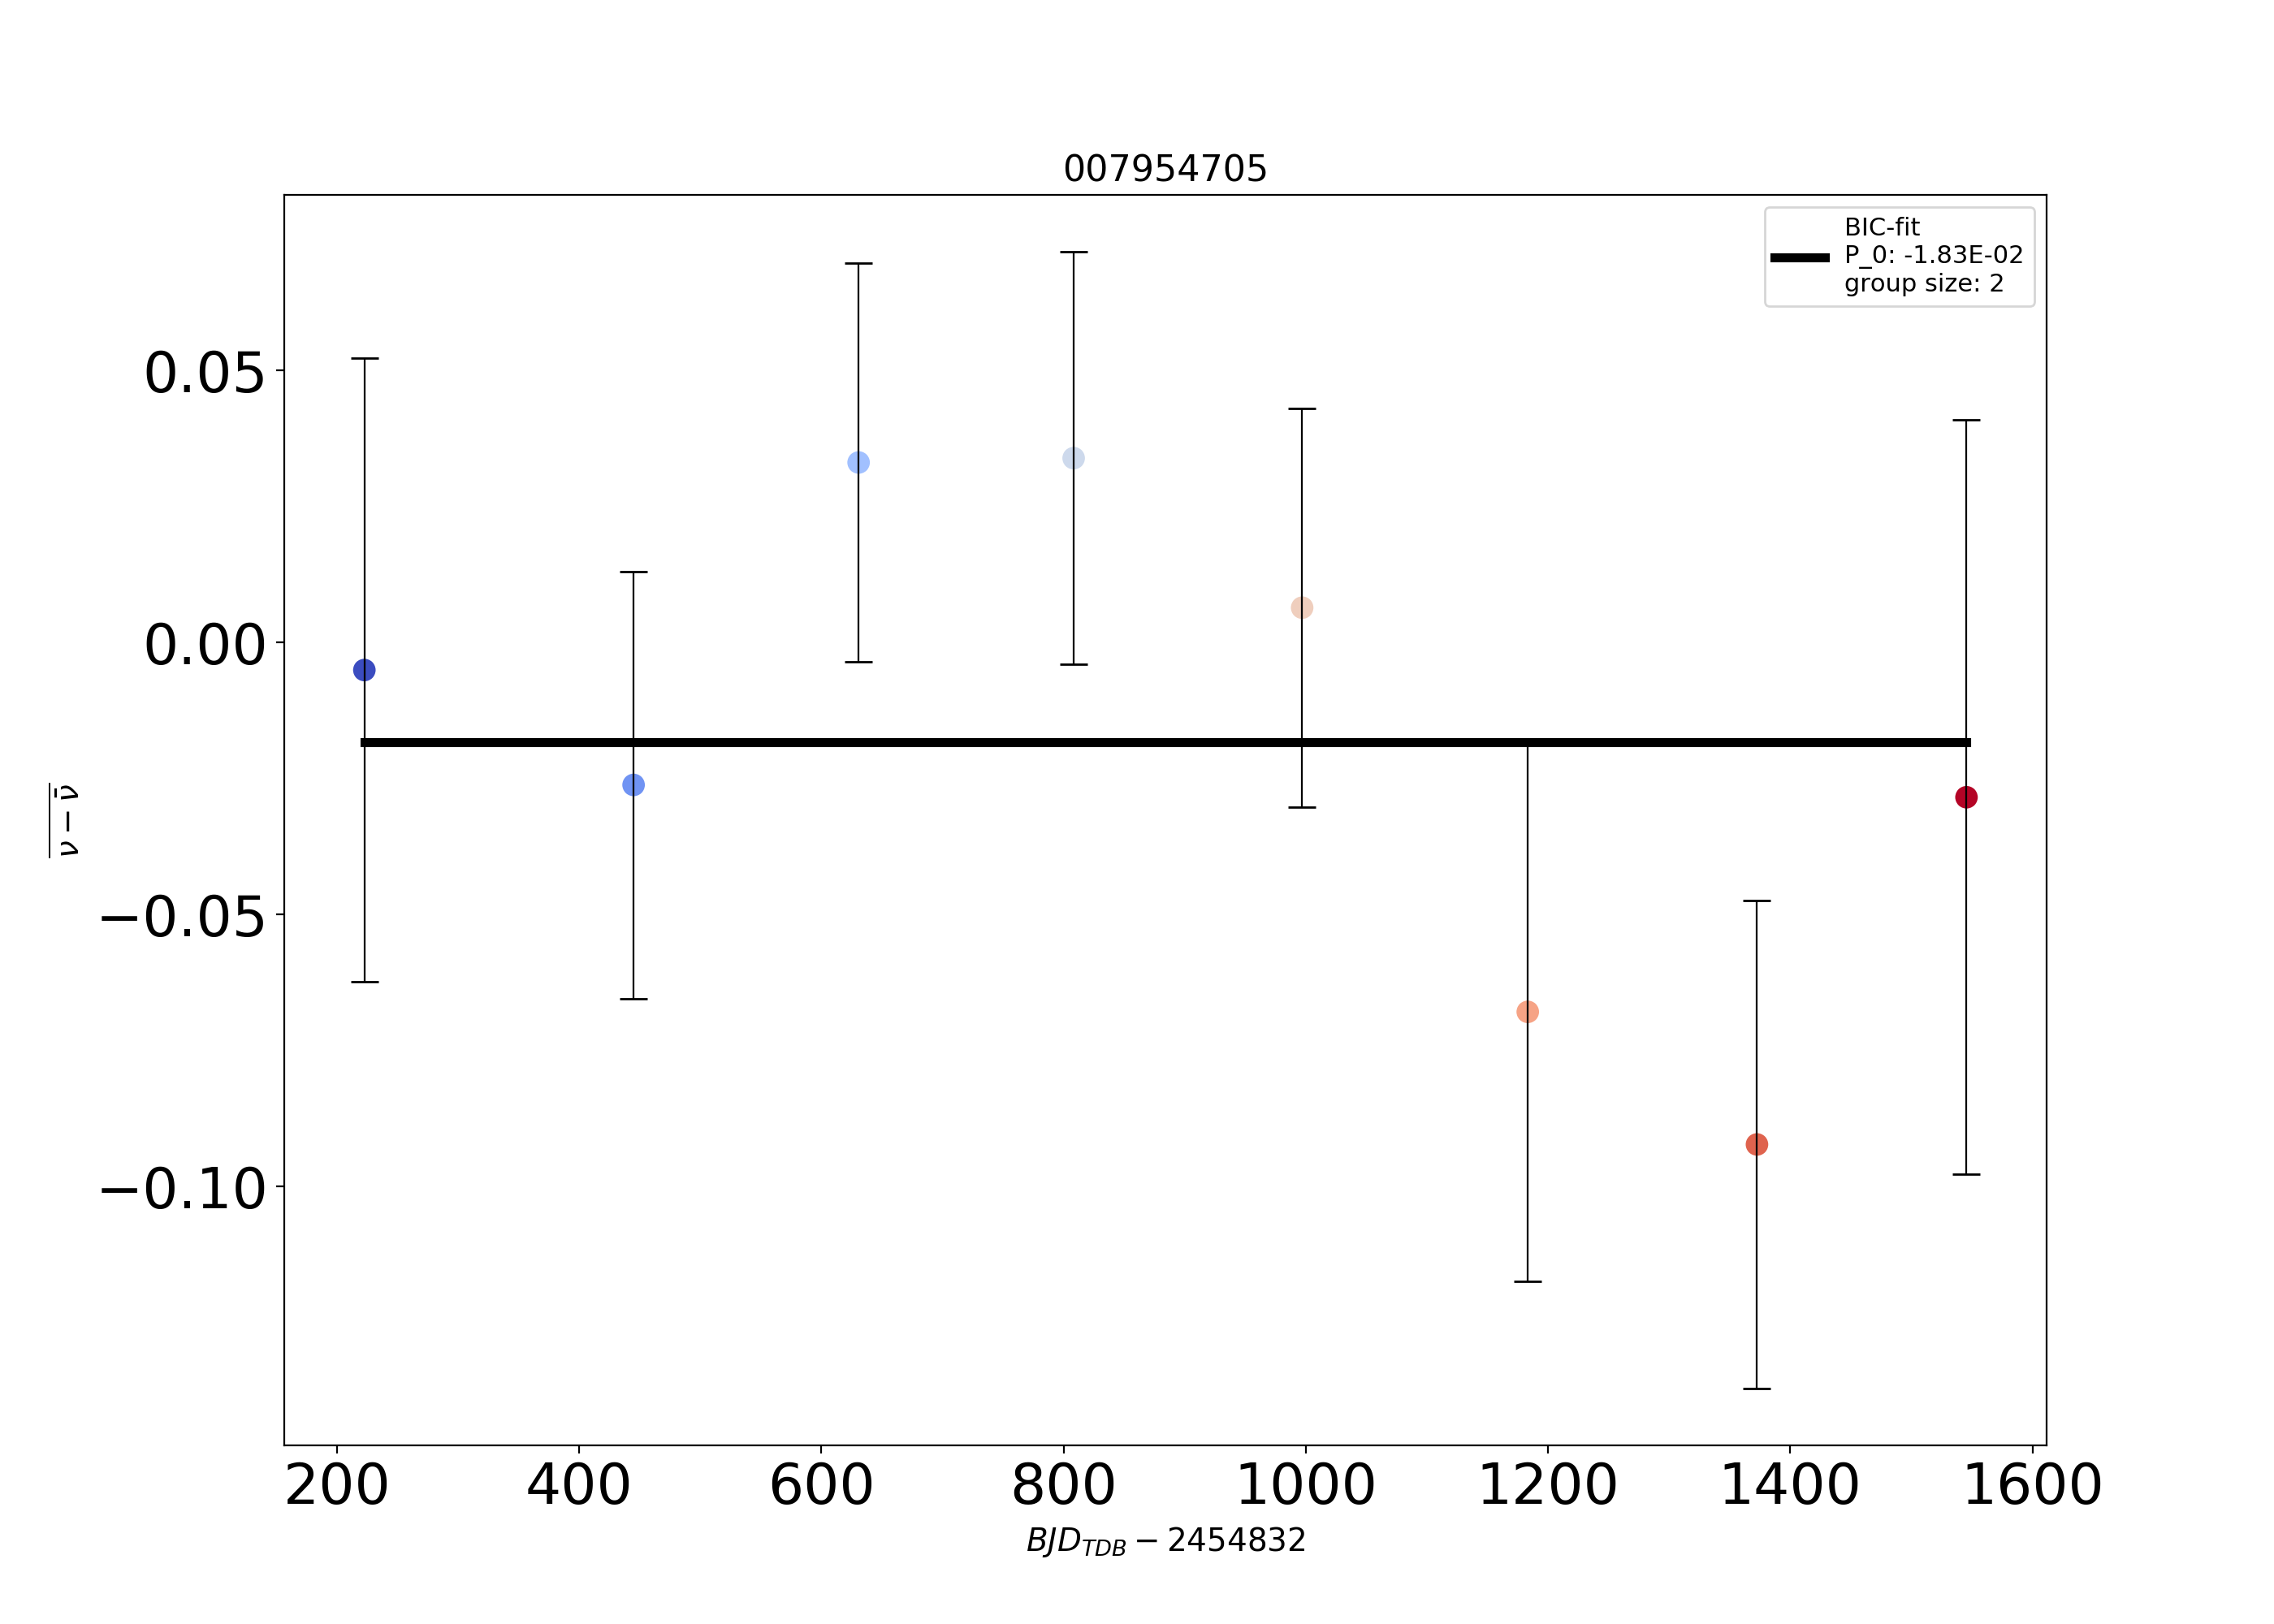 007954705
BIC-fit
P_0: -1.83E-02
group size: 2
0.05
0.00
−0.05
−0.10
ν − ν̄
200 400 600 800 1000 1200 1400 1600
BJD_TDB − 2454832